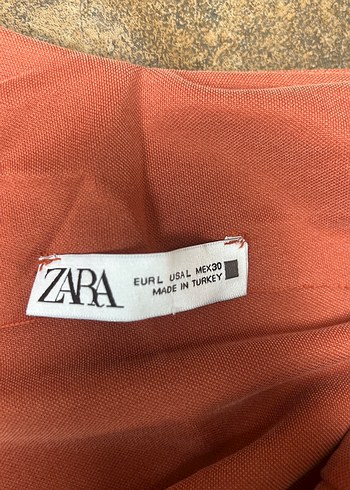 ZARA
EUR L USA L MEX 30
MADE IN TURKEY